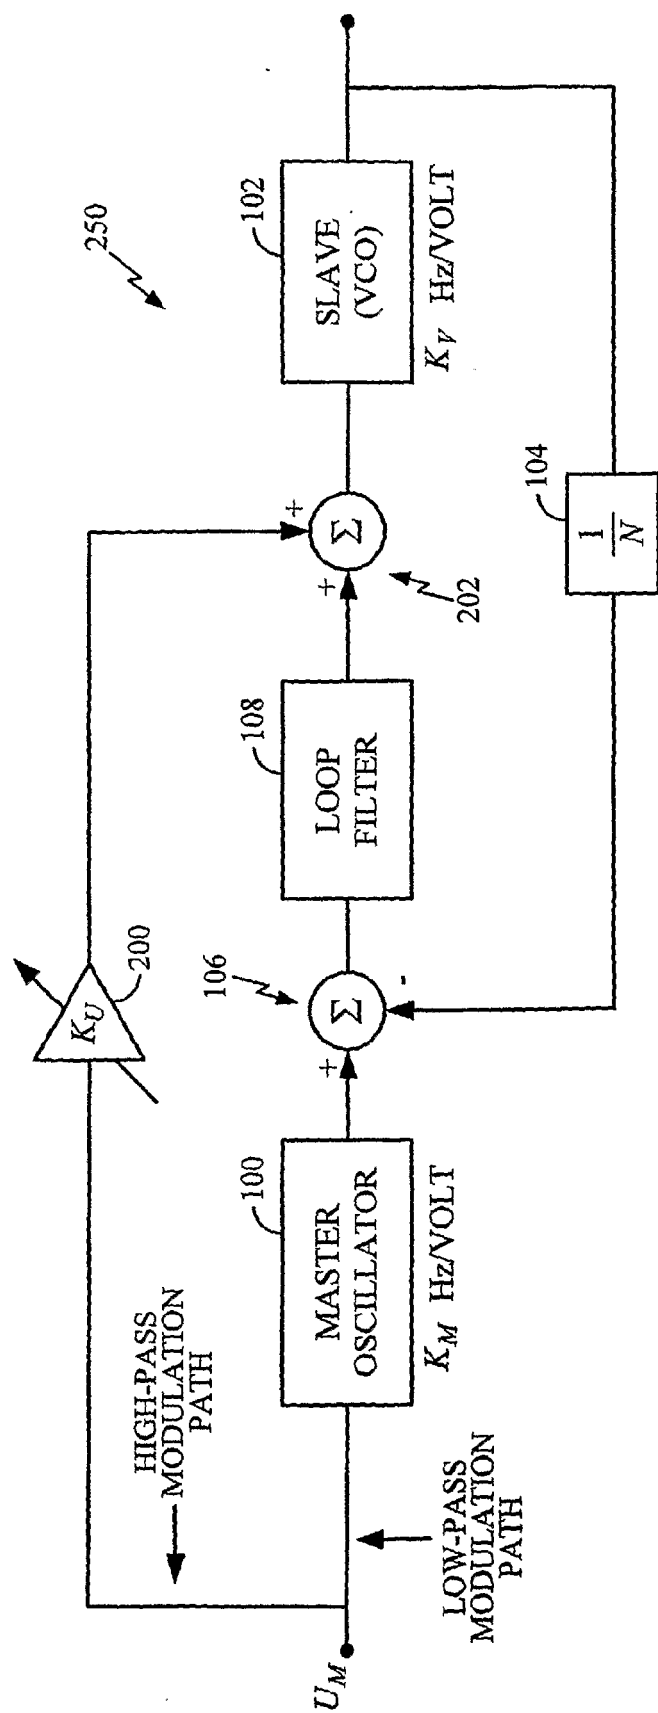 250
K_U
200
HIGH-PASS
MODULATION
PATH
U_M
LOW-PASS
MODULATION
PATH
100
MASTER
OSCILLATOR
K_M Hz/VOLT
+
106
Σ
-
108
LOOP
FILTER
+
+
Σ
202
102
SLAVE
(VCO)
K_V Hz/VOLT
104
1
N